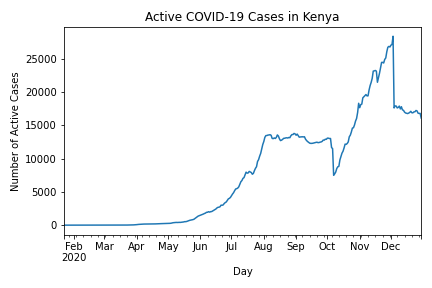 Active COVID-19 Cases in Kenya
Number of Active Cases
25000
20000
15000
10000
5000
0
Feb Mar Apr May Jun Jul Aug Sep Oct Nov Dec
2020
Day